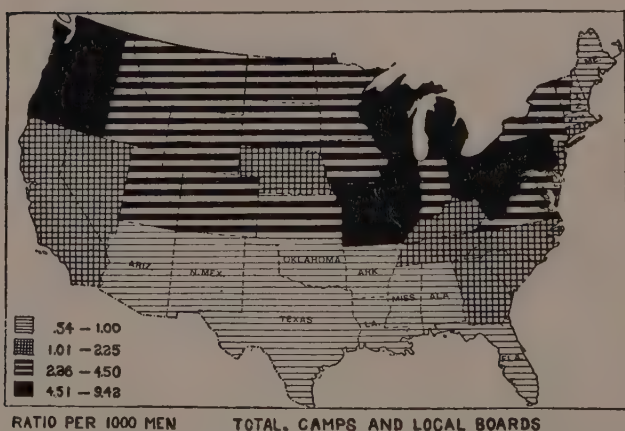 ME.
ARIZ.
N.MEX.
OKLAHOMA
ARK.
TEXAS
LA.
MISS.
ALA.
FLA.
.54 – 1.00
1.01 – 2.25
2.26 – 4.50
4.51 – 9.42
RATIO PER 1000 MEN TOTAL, CAMPS AND LOCAL BOARDS